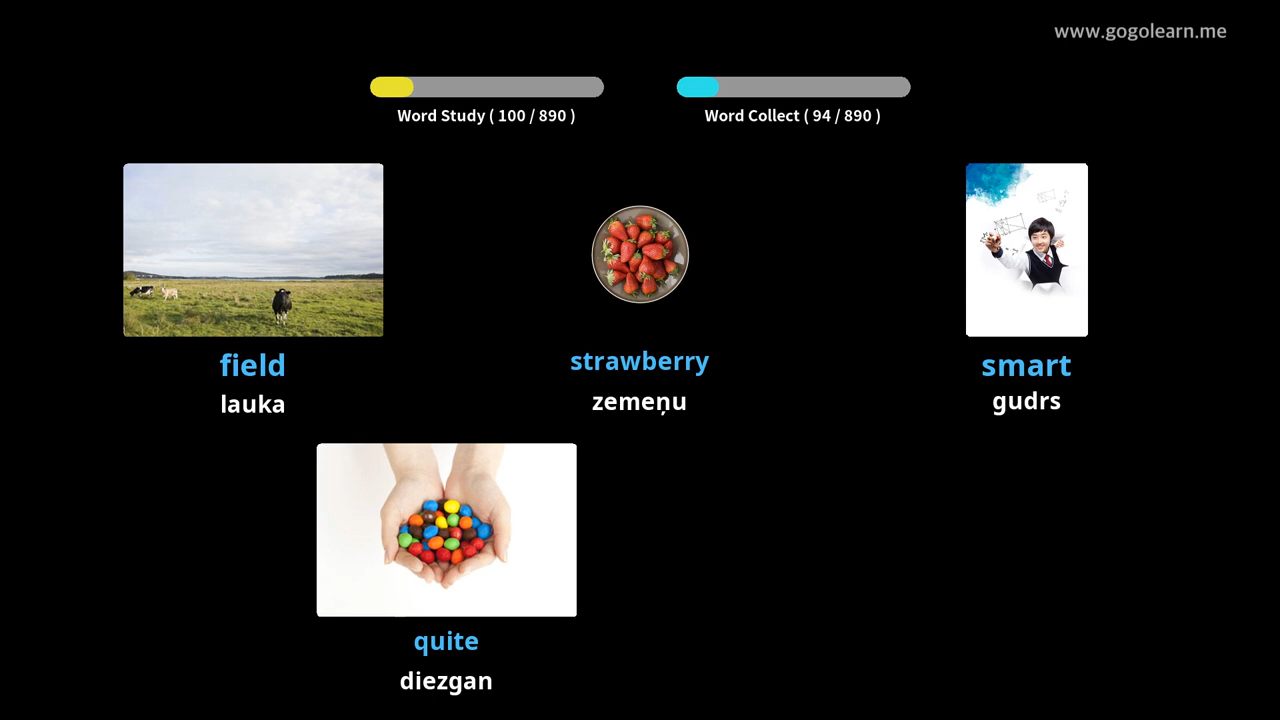 www.gogolearn.me
Word Study ( 100 / 890 )
Word Collect ( 94 / 890 )
field
lauka
strawberry
zemeņu
smart
gudrs
quite
diezgan